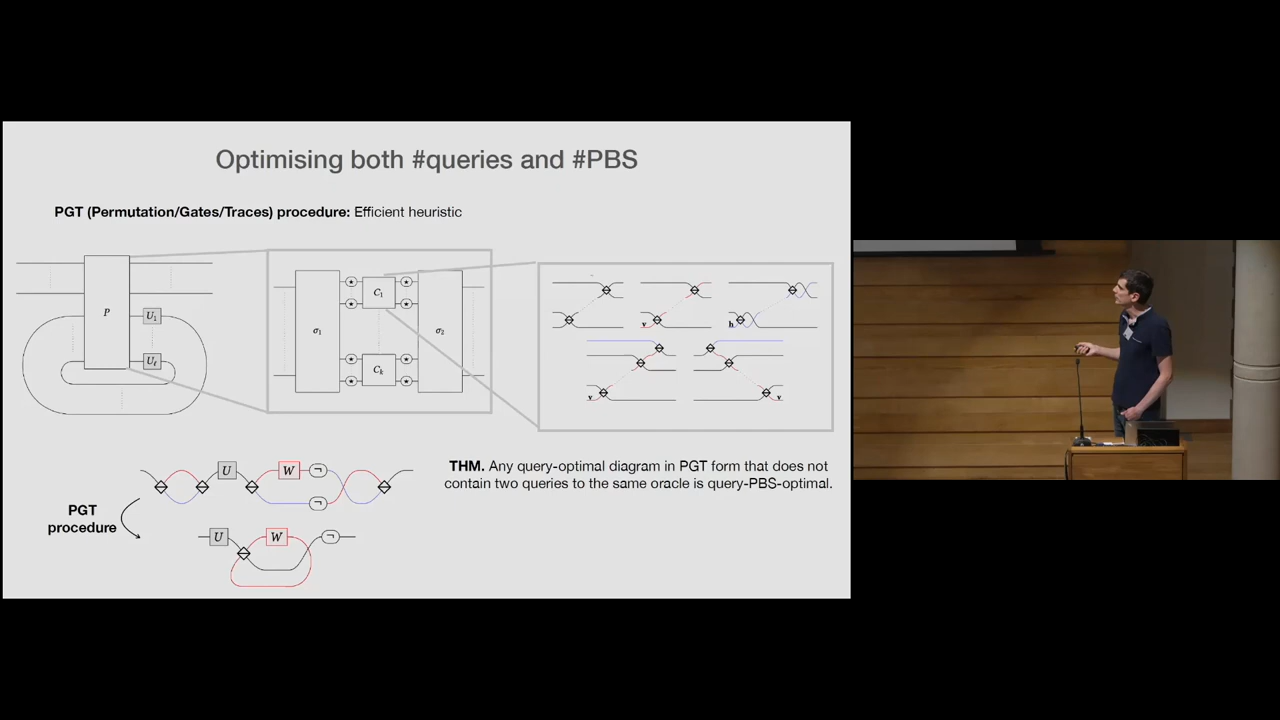 Optimising both #queries and #PBS
PGT (Permutation/Gates/Traces) procedure: Efficient heuristic
P
U₁
U_ℓ
σ₁
C₁
C_k
σ₂
v
h
v
v
U
W
¬
¬
PGT
procedure
U
W
¬
THM. Any query-optimal diagram in PGT form that does not
contain two queries to the same oracle is query-PBS-optimal.